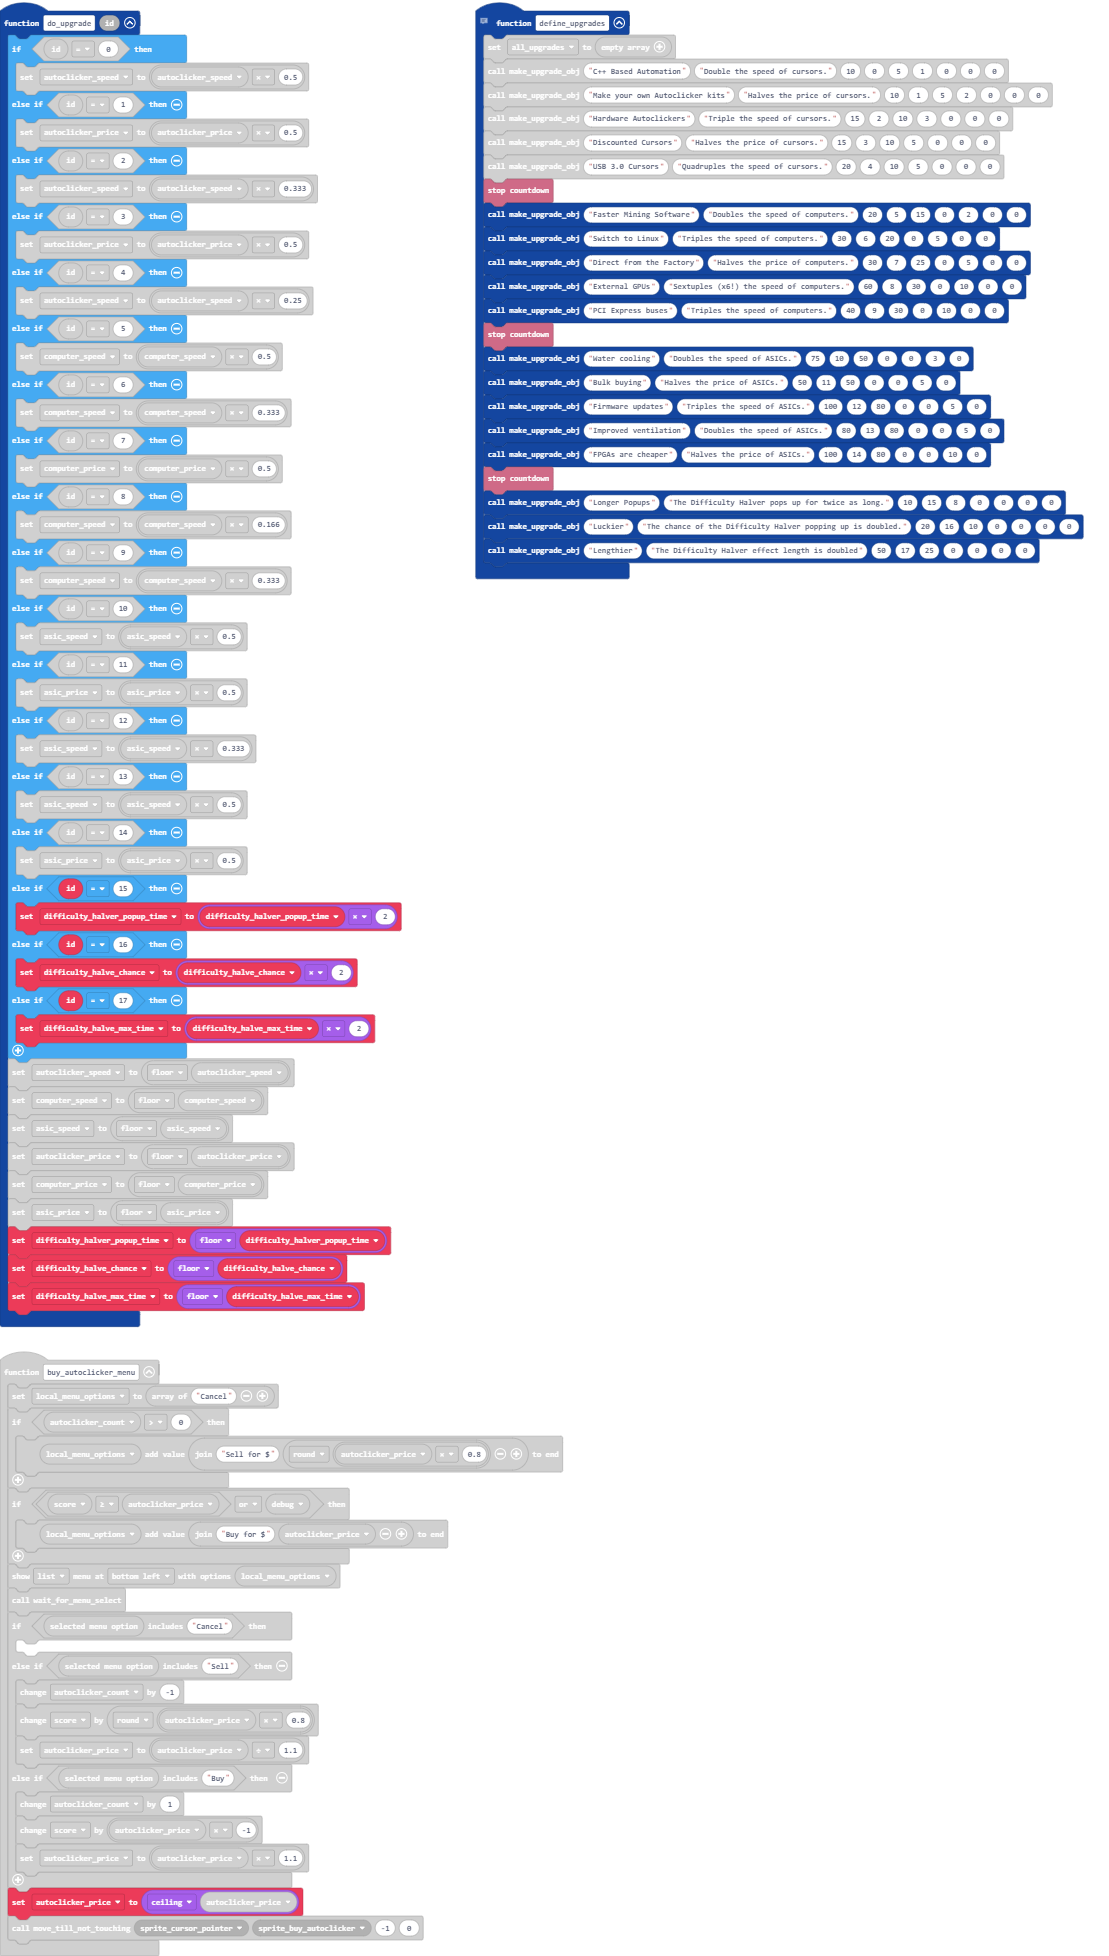 function do_upgrade id
if id = 0 then
set autoclicker_speed to autoclicker_speed × 0.5
else if id = 1 then
set autoclicker_price to autoclicker_price × 0.5
else if id = 2 then
set autoclicker_speed to autoclicker_speed × 0.333
else if id = 3 then
set autoclicker_price to autoclicker_price × 0.5
else if id = 4 then
set autoclicker_speed to autoclicker_speed × 0.25
else if id = 5 then
set computer_speed to computer_speed × 0.5
else if id = 6 then
set computer_speed to computer_speed × 0.333
else if id = 7 then
set computer_price to computer_price × 0.5
else if id = 8 then
set computer_speed to computer_speed × 0.166
else if id = 9 then
set computer_speed to computer_speed × 0.333
else if id = 10 then
set asic_speed to asic_speed × 0.5
else if id = 11 then
set asic_price to asic_price × 0.5
else if id = 12 then
set asic_speed to asic_speed × 0.333
else if id = 13 then
set asic_speed to asic_speed × 0.5
else if id = 14 then
set asic_price to asic_price × 0.5
else if id = 15 then
set difficulty_halver_popup_time to difficulty_halver_popup_time × 2
else if id = 16 then
set difficulty_halve_chance to difficulty_halve_chance × 2
else if id = 17 then
set difficulty_halve_max_time to difficulty_halve_max_time × 2
set autoclicker_speed to floor autoclicker_speed
set computer_speed to floor computer_speed
set asic_speed to floor asic_speed
set autoclicker_price to floor autoclicker_price
set computer_price to floor computer_price
set asic_price to floor asic_price
set difficulty_halver_popup_time to floor difficulty_halver_popup_time
set difficulty_halve_chance to floor difficulty_halve_chance
set difficulty_halve_max_time to floor difficulty_halve_max_time
function define_upgrades
set all_upgrades to empty array
call make_upgrade_obj "C++ Based Automation" "Double the speed of cursors." 10 0 5 1 0 0 0
call make_upgrade_obj "Make your own Autoclicker kits" "Halves the price of cursors." 10 1 5 2 0 0 0
call make_upgrade_obj "Hardware Autoclickers" "Triple the speed of cursors." 15 2 10 3 0 0 0
call make_upgrade_obj "Discounted Cursors" "Halves the price of cursors." 15 3 10 5 0 0 0
call make_upgrade_obj "USB 3.0 Cursors" "Quadruples the speed of cursors." 20 4 10 5 0 0 0
stop countdown
call make_upgrade_obj "Faster Mining Software" "Doubles the speed of computers." 20 5 15 0 2 0 0
call make_upgrade_obj "Switch to Linux" "Triples the speed of computers." 30 6 20 0 5 0 0
call make_upgrade_obj "Direct from the Factory" "Halves the price of computers." 30 7 25 0 5 0 0
call make_upgrade_obj "External GPUs" "Sextuples (x6!) the speed of computers." 60 8 30 0 10 0 0
call make_upgrade_obj "PCI Express buses" "Triples the speed of computers." 40 9 30 0 10 0 0
stop countdown
call make_upgrade_obj "Water cooling" "Doubles the speed of ASICs." 75 10 50 0 0 3 0
call make_upgrade_obj "Bulk buying" "Halves the price of ASICs." 50 11 50 0 0 5 0
call make_upgrade_obj "Firmware updates" "Triples the speed of ASICs." 100 12 80 0 0 5 0
call make_upgrade_obj "Improved ventilation" "Doubles the speed of ASICs." 80 13 80 0 0 5 0
call make_upgrade_obj "FPGAs are cheaper" "Halves the price of ASICs." 100 14 80 0 0 10 0
stop countdown
call make_upgrade_obj "Longer Popups" "The Difficulty Halver pops up for twice as long." 10 15 8 0 0 0 0
call make_upgrade_obj "Luckier" "The chance of the Difficulty Halver popping up is doubled." 20 16 10 0 0 0 0
call make_upgrade_obj "Lengthier" "The Difficulty Halver effect length is doubled" 50 17 25 0 0 0 0
function buy_autoclicker_menu
set local_menu_options to array of "Cancel"
if autoclicker_count > 0 then
local_menu_options add value join "Sell for $" round autoclicker_price × 0.8 to end
if score ≥ autoclicker_price or debug then
local_menu_options add value join "Buy for $" autoclicker_price to end
show list menu at bottom left with options local_menu_options
call wait_for_menu_select
if selected menu option includes "Cancel" then
else if selected menu option includes "Sell" then
change autoclicker_count by -1
change score by round autoclicker_price × 0.8
set autoclicker_price to autoclicker_price ÷ 1.1
else if selected menu option includes "Buy" then
change autoclicker_count by 1
change score by autoclicker_price × -1
set autoclicker_price to autoclicker_price × 1.1
set autoclicker_price to ceiling autoclicker_price
call move_till_not_touching sprite_cursor_pointer sprite_buy_autoclicker -1 0